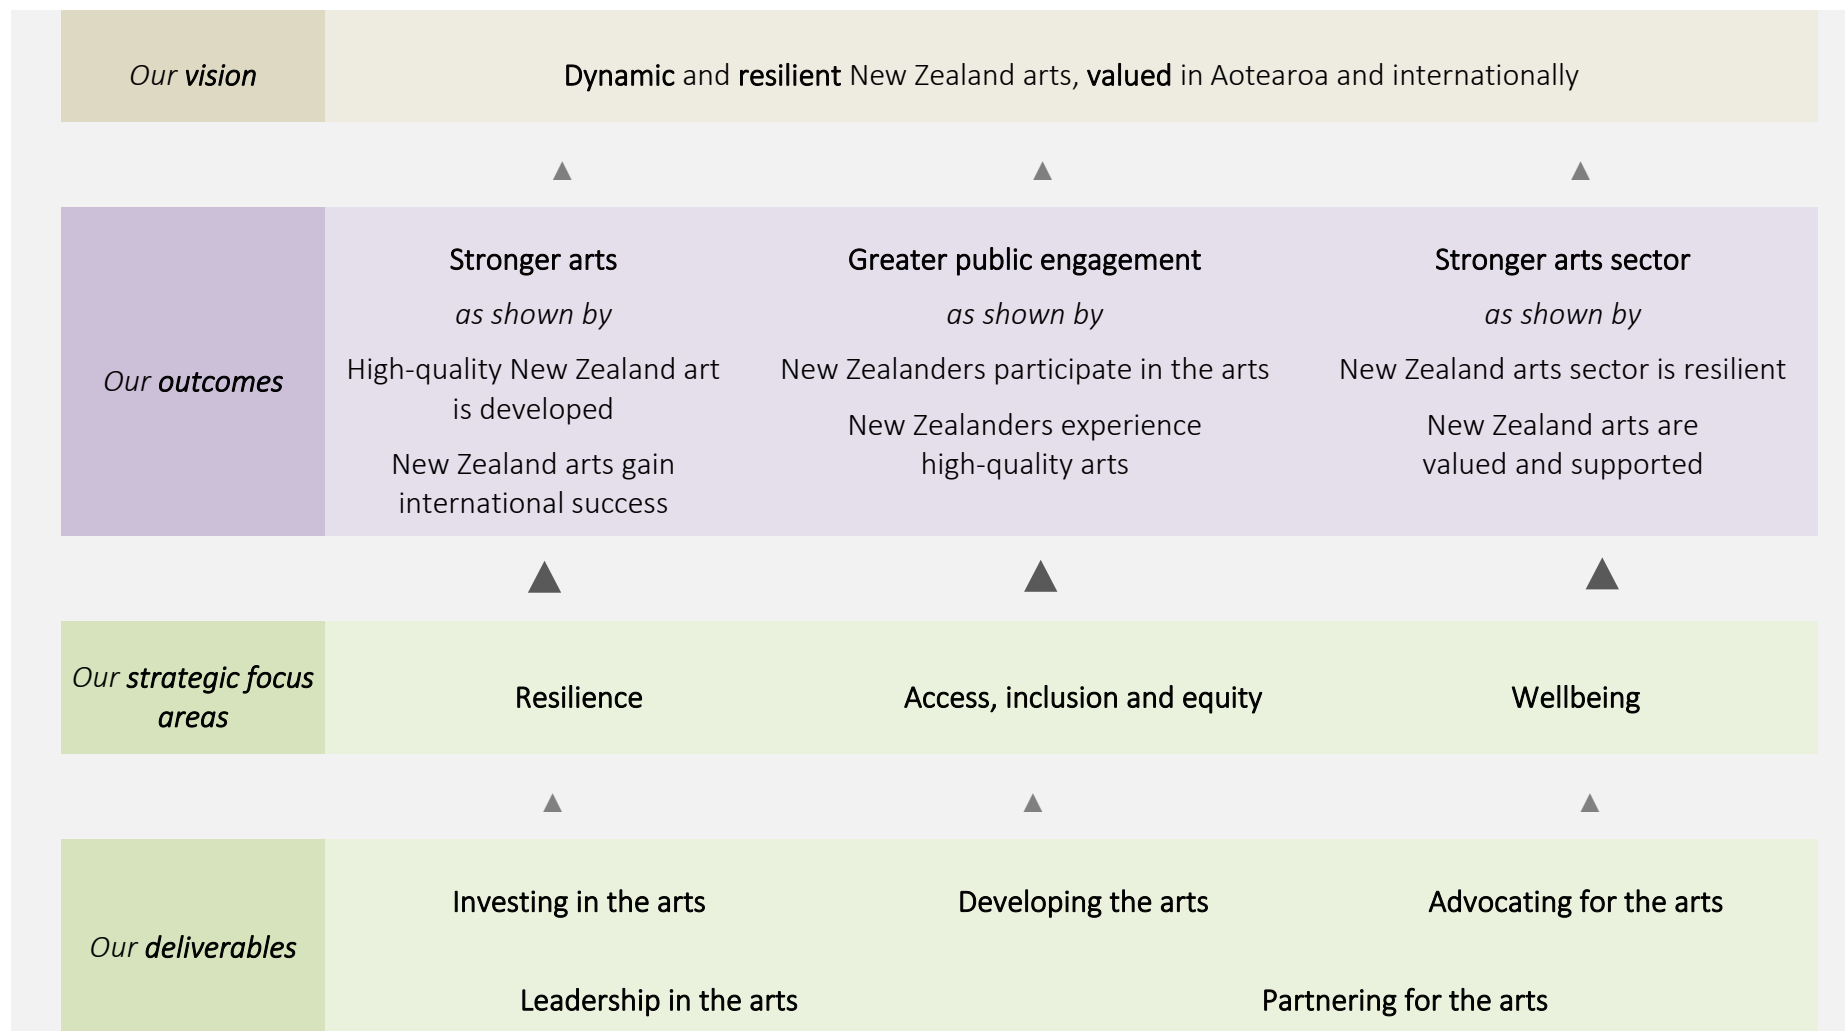 Our vision
Dynamic and resilient New Zealand arts, valued in Aotearoa and internationally
Our outcomes
Stronger arts
as shown by
High-quality New Zealand art
is developed
New Zealand arts gain
international success
Greater public engagement
as shown by
New Zealanders participate in the arts
New Zealanders experience
high-quality arts
Stronger arts sector
as shown by
New Zealand arts sector is resilient
New Zealand arts are
valued and supported
Our strategic focus
areas
Resilience
Access, inclusion and equity
Wellbeing
Our deliverables
Investing in the arts
Developing the arts
Advocating for the arts
Leadership in the arts
Partnering for the arts